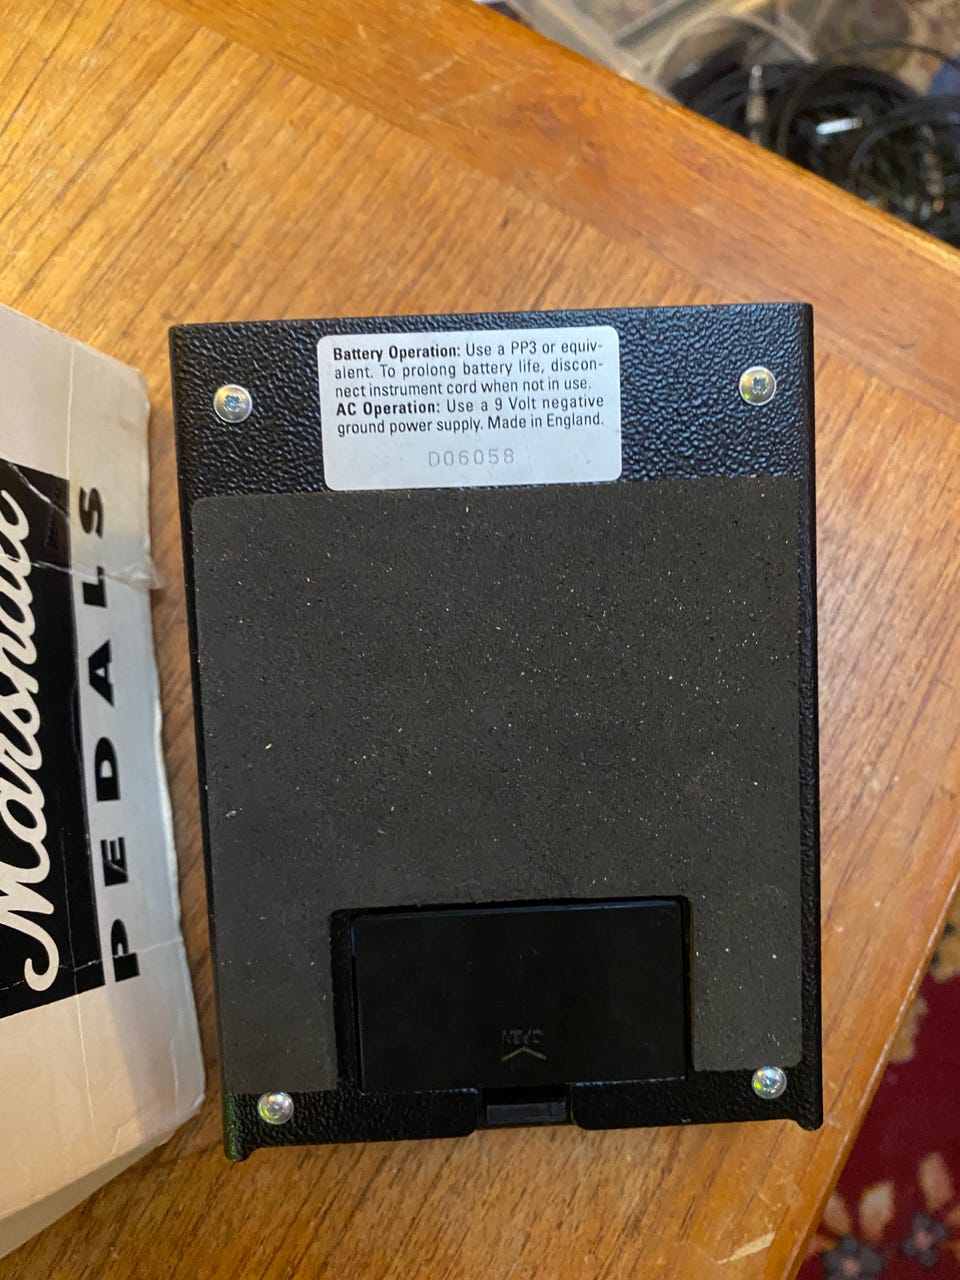 Battery Operation: Use a PP3 or equiv-
alent. To prolong battery life, discon-
nect instrument cord when not in use.
AC Operation: Use a 9 Volt negative
ground power supply. Made in England.
D06058
Marshall
PEDALS
OPEN